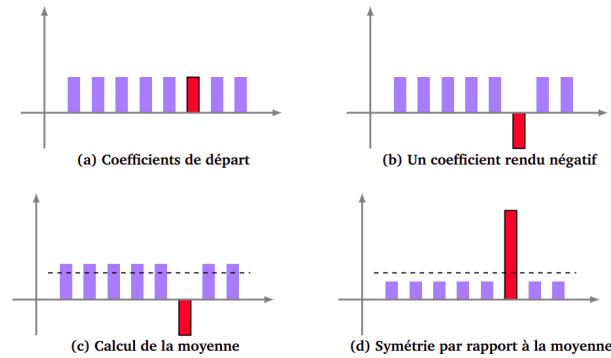 (a) Coefficients de départ
(b) Un coefficient rendu négatif
(c) Calcul de la moyenne
(d) Symétrie par rapport à la moyenne